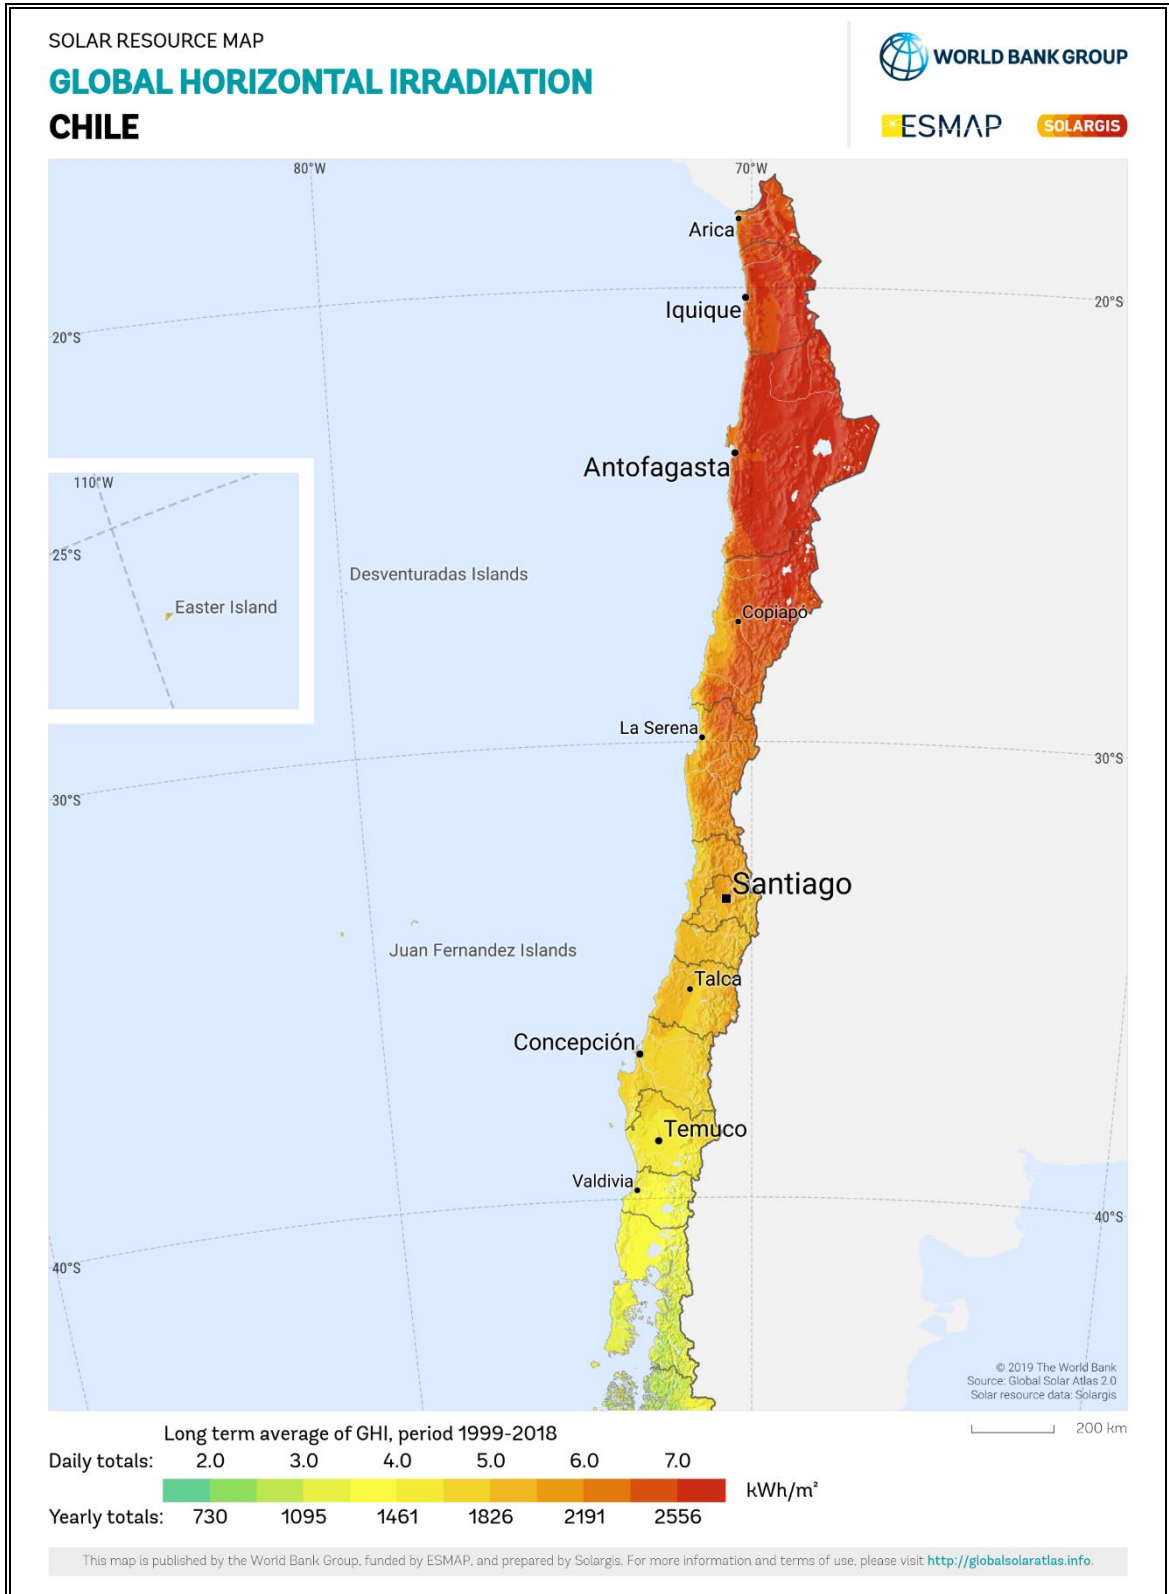 SOLAR RESOURCE MAP
GLOBAL HORIZONTAL IRRADIATION
CHILE
WORLD BANK GROUP
ESMAP
SOLARGIS
80°W
70°W
Arica
Iquique
20°S
20°S
Antofagasta
110°W
25°S
Desventuradas Islands
Easter Island
Copiapó
La Serena
30°S
30°S
Santiago
Juan Fernandez Islands
Talca
Concepción
Temuco
Valdivia
40°S
40°S
© 2019 The World Bank
Source: Global Solar Atlas 2.0
Solar resource data: Solargis
200 km
Long term average of GHI, period 1999-2018
Daily totals: 2.0 3.0 4.0 5.0 6.0 7.0
kWh/m²
Yearly totals: 730 1095 1461 1826 2191 2556
This map is published by the World Bank Group, funded by ESMAP, and prepared by Solargis. For more information and terms of use, please visit http://globalsolaratlas.info.